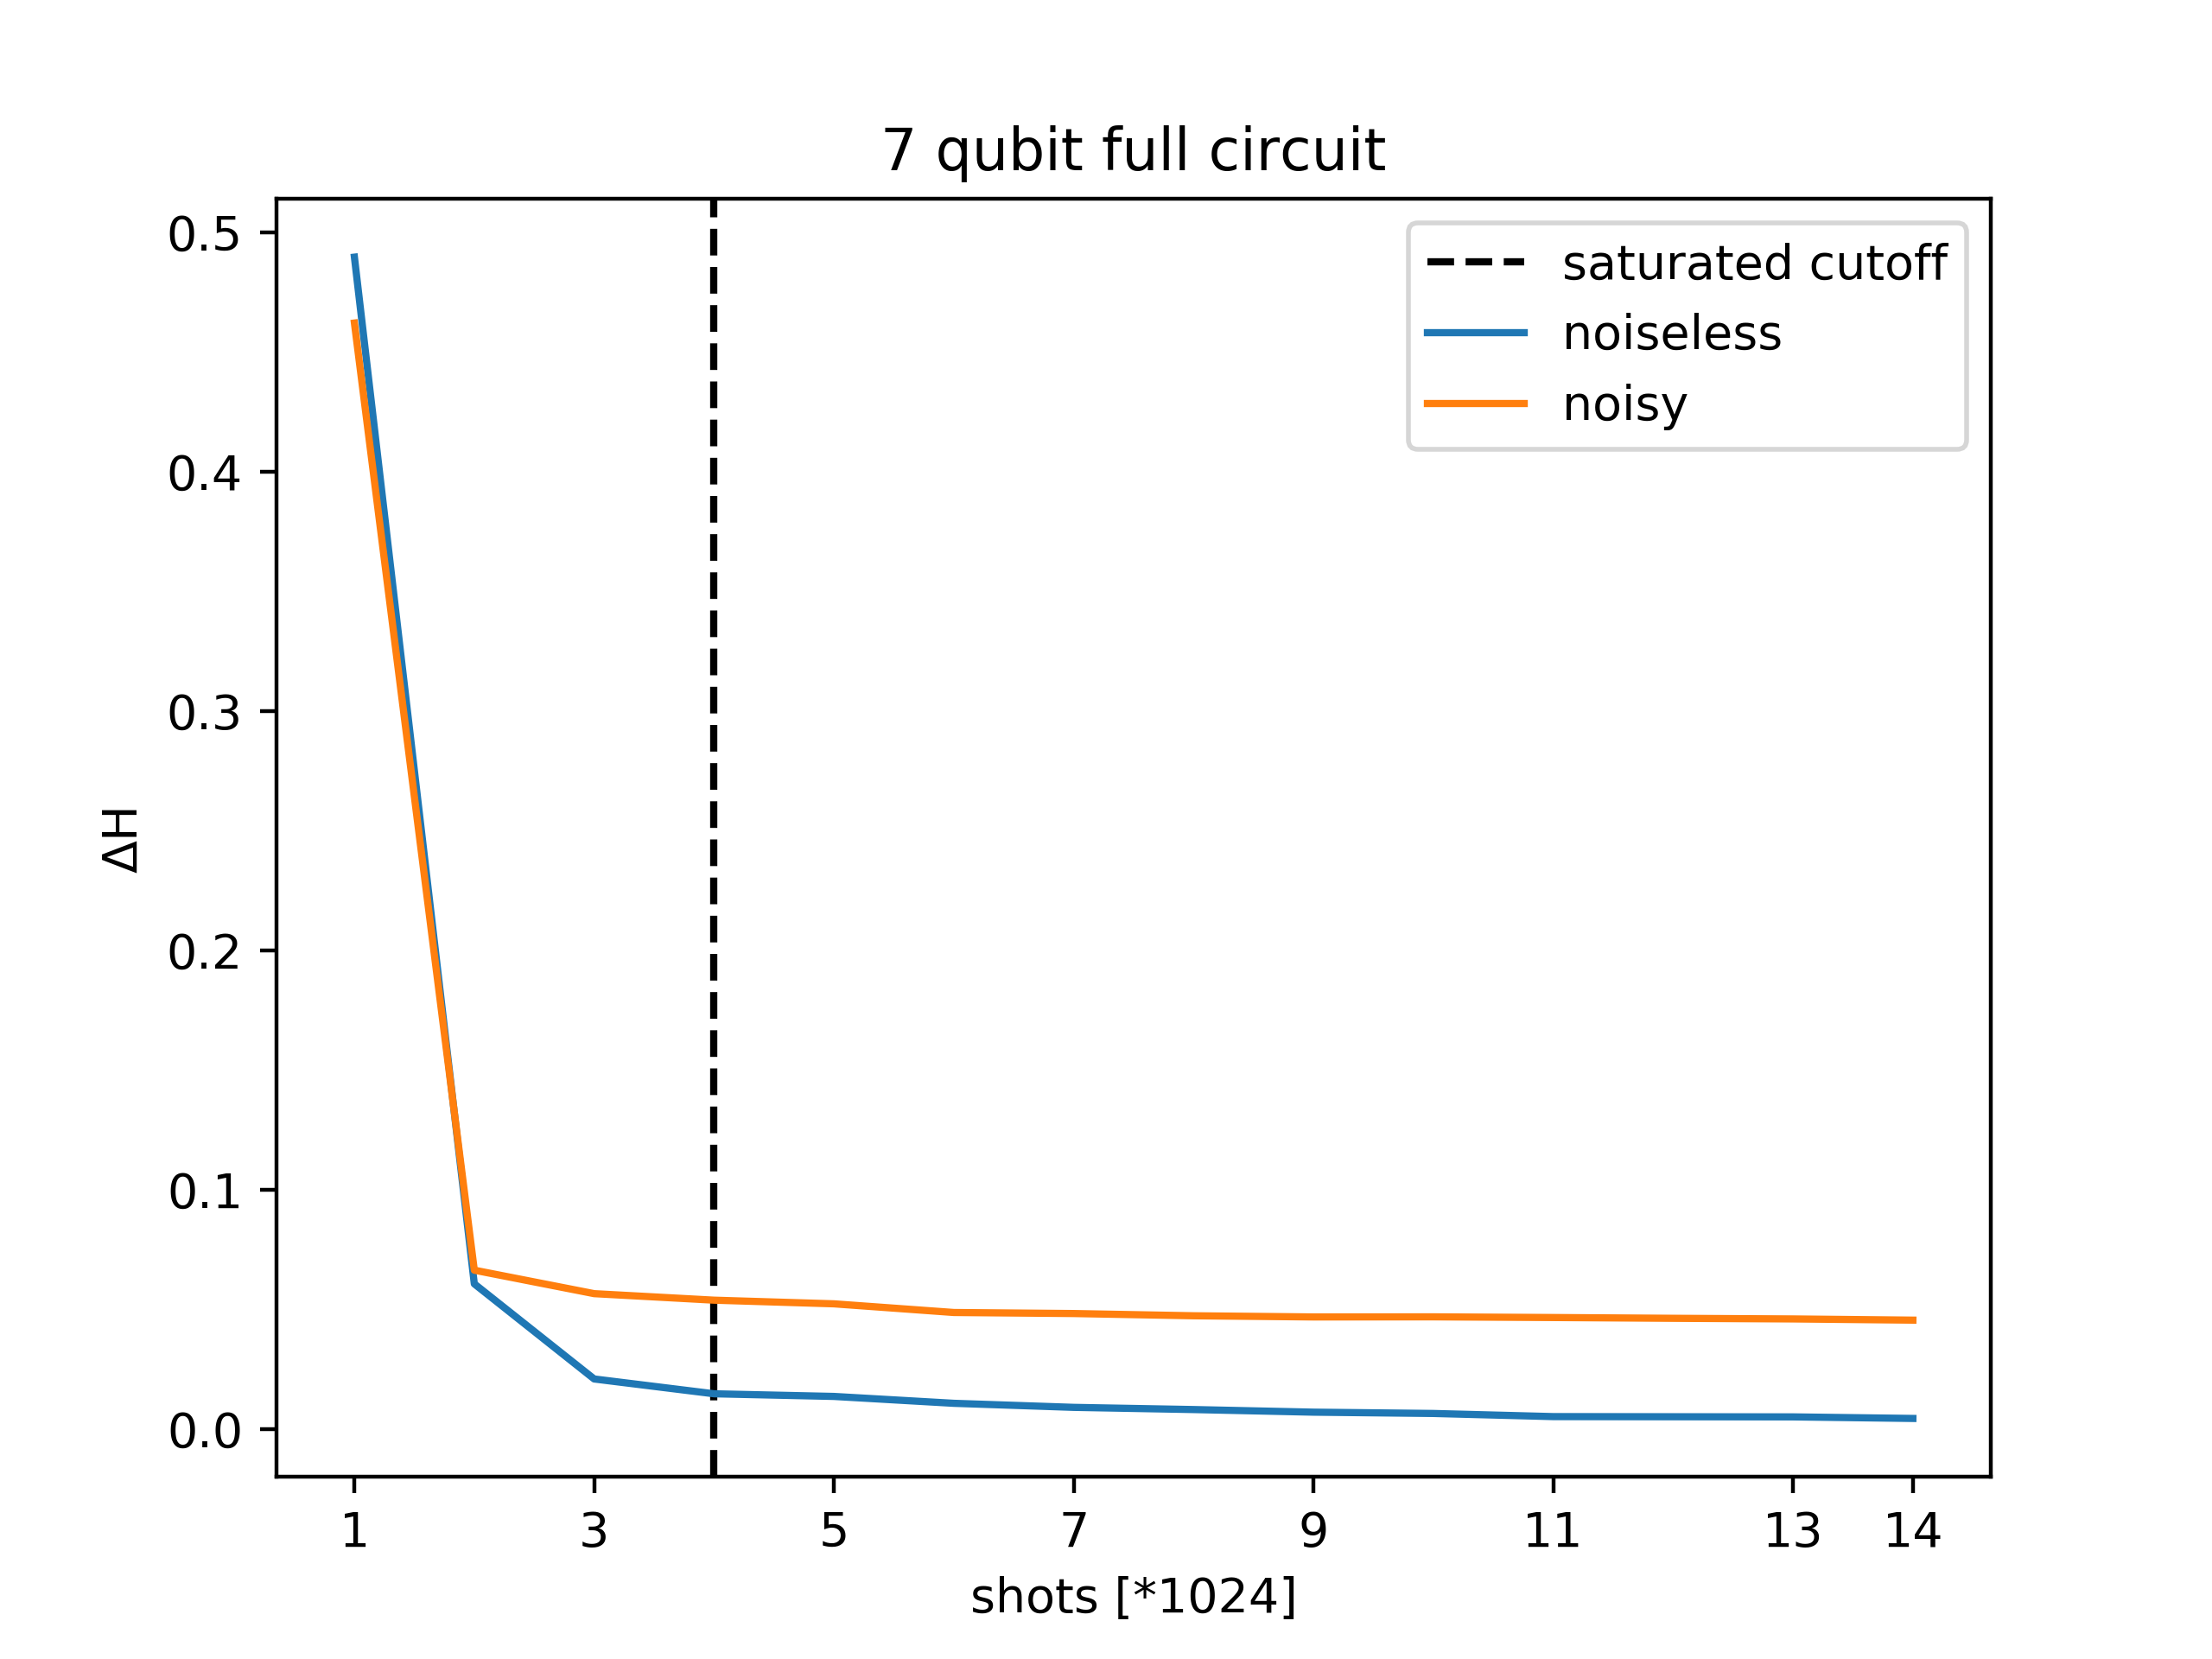 7 qubit full circuit
saturated cutoff
noiseless
noisy
0.5
0.4
0.3
0.2
0.1
0.0
ΔH
1 3 5 7 9 11 13 14
shots [*1024]